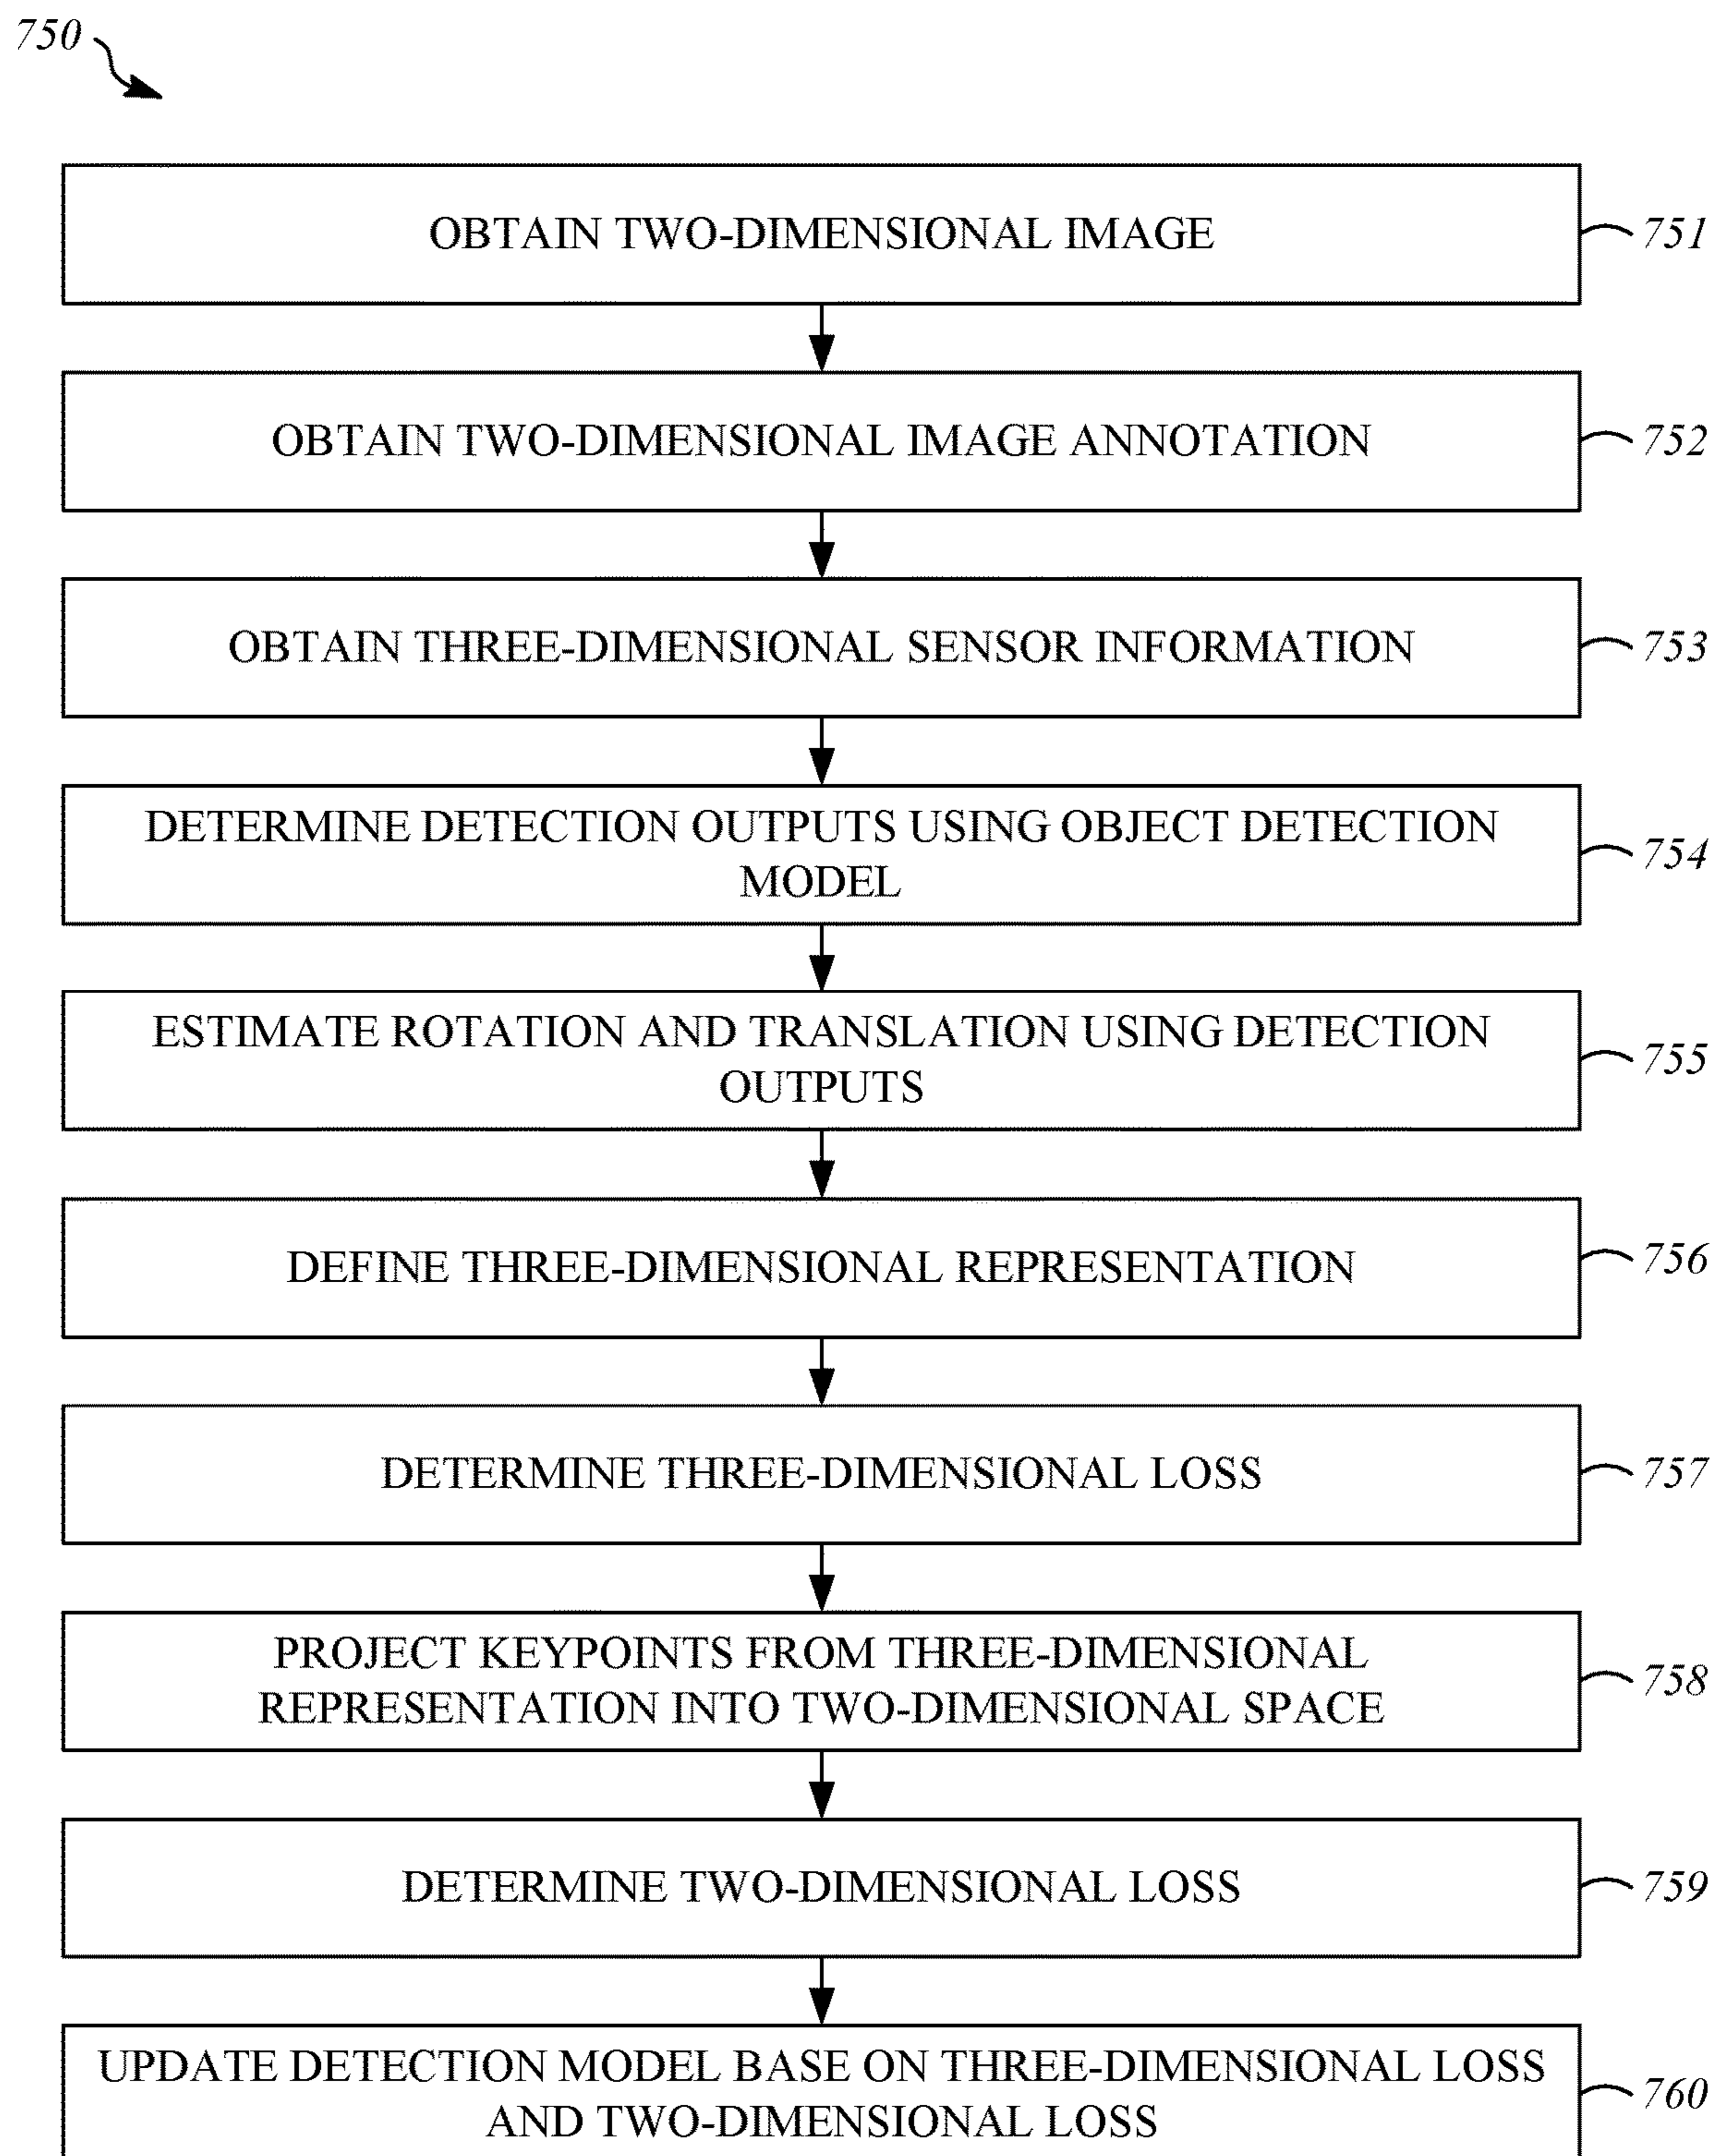 750
OBTAIN TWO-DIMENSIONAL IMAGE
751
OBTAIN TWO-DIMENSIONAL IMAGE ANNOTATION
752
OBTAIN THREE-DIMENSIONAL SENSOR INFORMATION
753
DETERMINE DETECTION OUTPUTS USING OBJECT DETECTION
MODEL
754
ESTIMATE ROTATION AND TRANSLATION USING DETECTION
OUTPUTS
755
DEFINE THREE-DIMENSIONAL REPRESENTATION
756
DETERMINE THREE-DIMENSIONAL LOSS
757
PROJECT KEYPOINTS FROM THREE-DIMENSIONAL
REPRESENTATION INTO TWO-DIMENSIONAL SPACE
758
DETERMINE TWO-DIMENSIONAL LOSS
759
UPDATE DETECTION MODEL BASE ON THREE-DIMENSIONAL LOSS
AND TWO-DIMENSIONAL LOSS
760